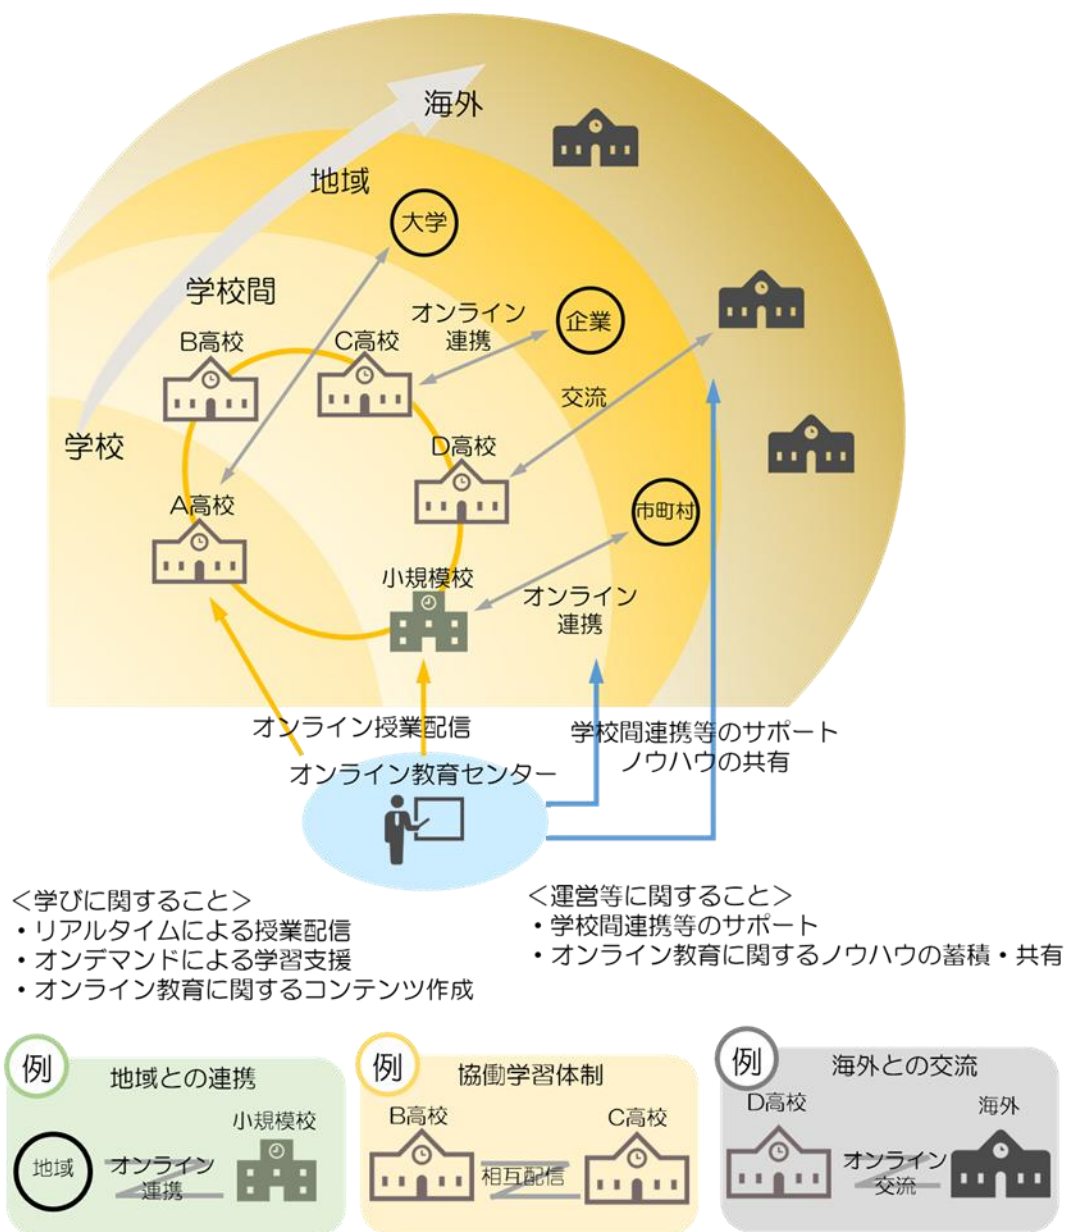 海外
地域
大学
学校間
オンライン
連携
企業
B高校
C高校
交流
学校
D高校
A高校
市町村
小規模校
オンライン
連携
オンライン授業配信
学校間連携等のサポート
ノウハウの共有
オンライン教育センター
＜学びに関すること＞
・リアルタイムによる授業配信
・オンデマンドによる学習支援
・オンライン教育に関するコンテンツ作成
＜運営等に関すること＞
・学校間連携等のサポート
・オンライン教育に関するノウハウの蓄積・共有
例
地域との連携
小規模校
地域
オンライン
連携
例
協働学習体制
B高校
C高校
相互配信
例
海外との交流
D高校
海外
オンライン
交流